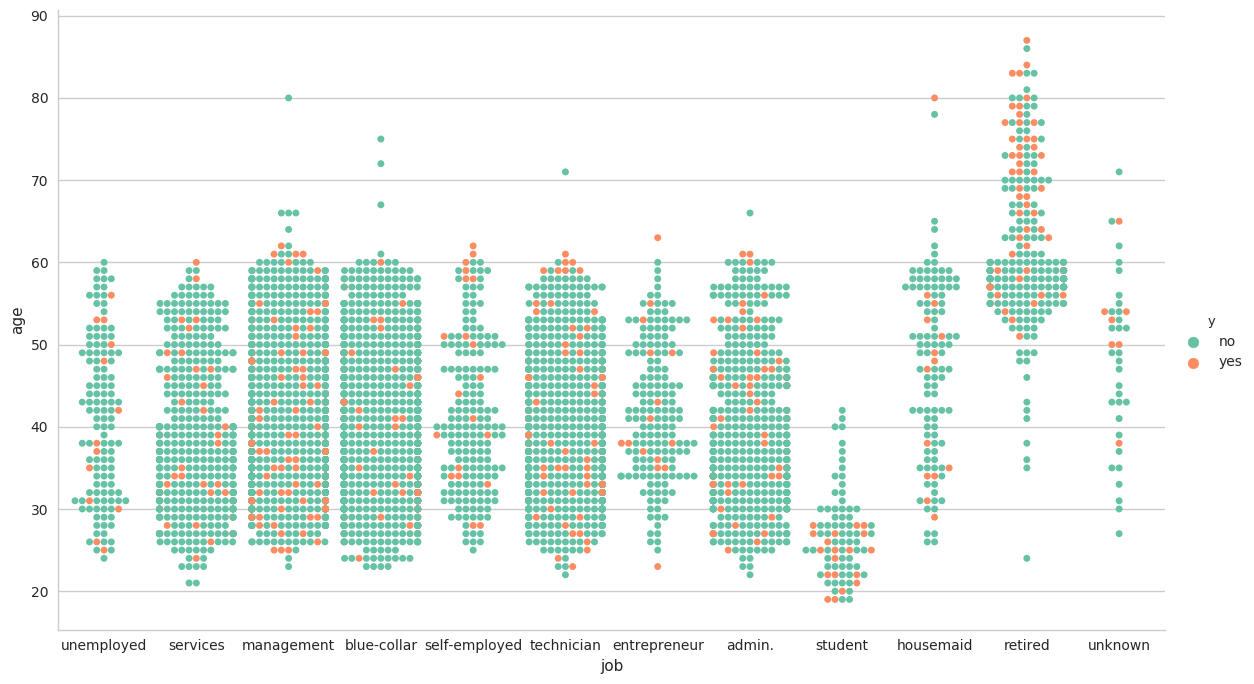 90
80
70
60
50
40
30
20
age
unemployed services management blue-collar self-employed technician entrepreneur admin. student housemaid retired unknown
job
y
no
yes